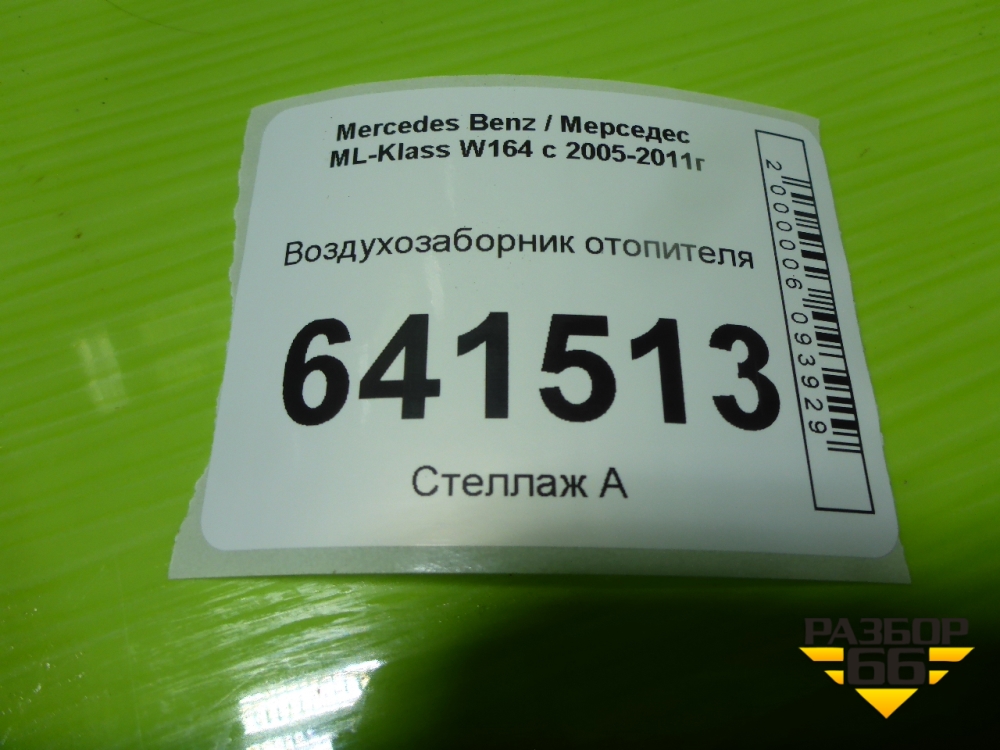 Mercedes Benz / Мерседес
ML-Klass W164 с 2005-2011г
Воздухозаборник отопителя
641513
Стеллаж А
2000006093929
РАЗБОР
66